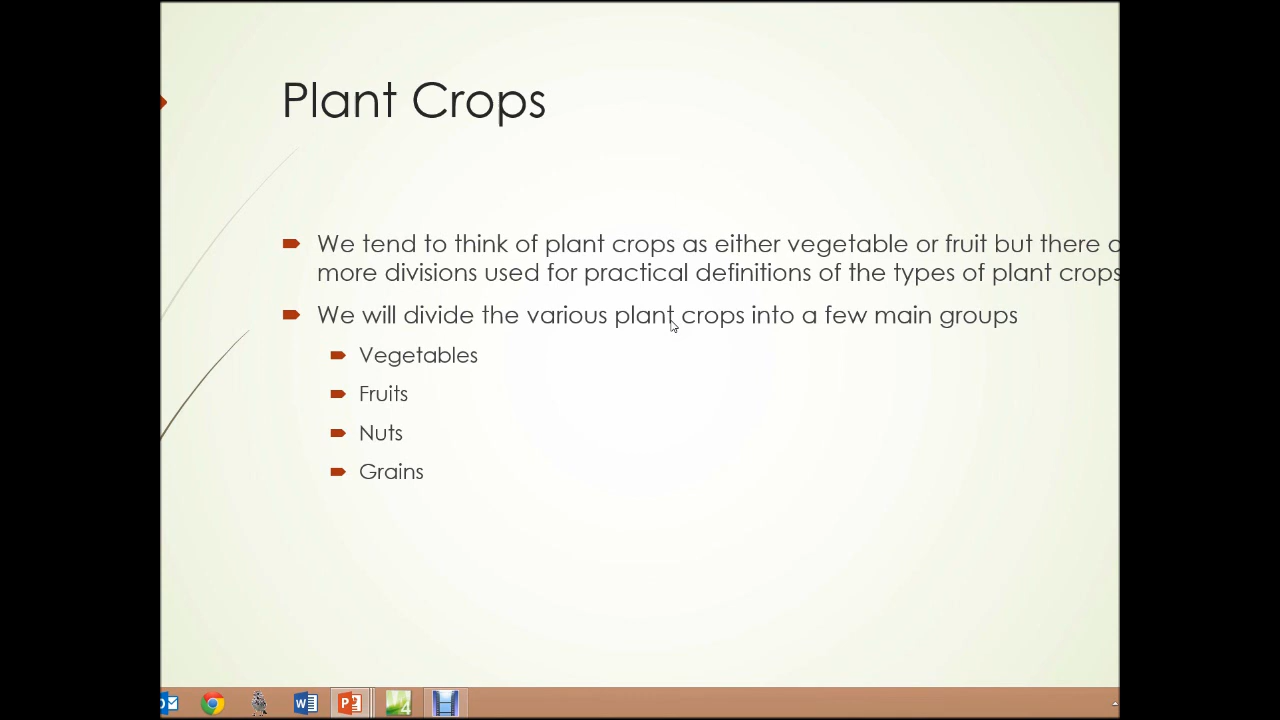 Plant Crops
We tend to think of plant crops as either vegetable or fruit but there
more divisions used for practical definitions of the types of plant crops
We will divide the various plant crops into a few main groups
Vegetables
Fruits
Nuts
Grains